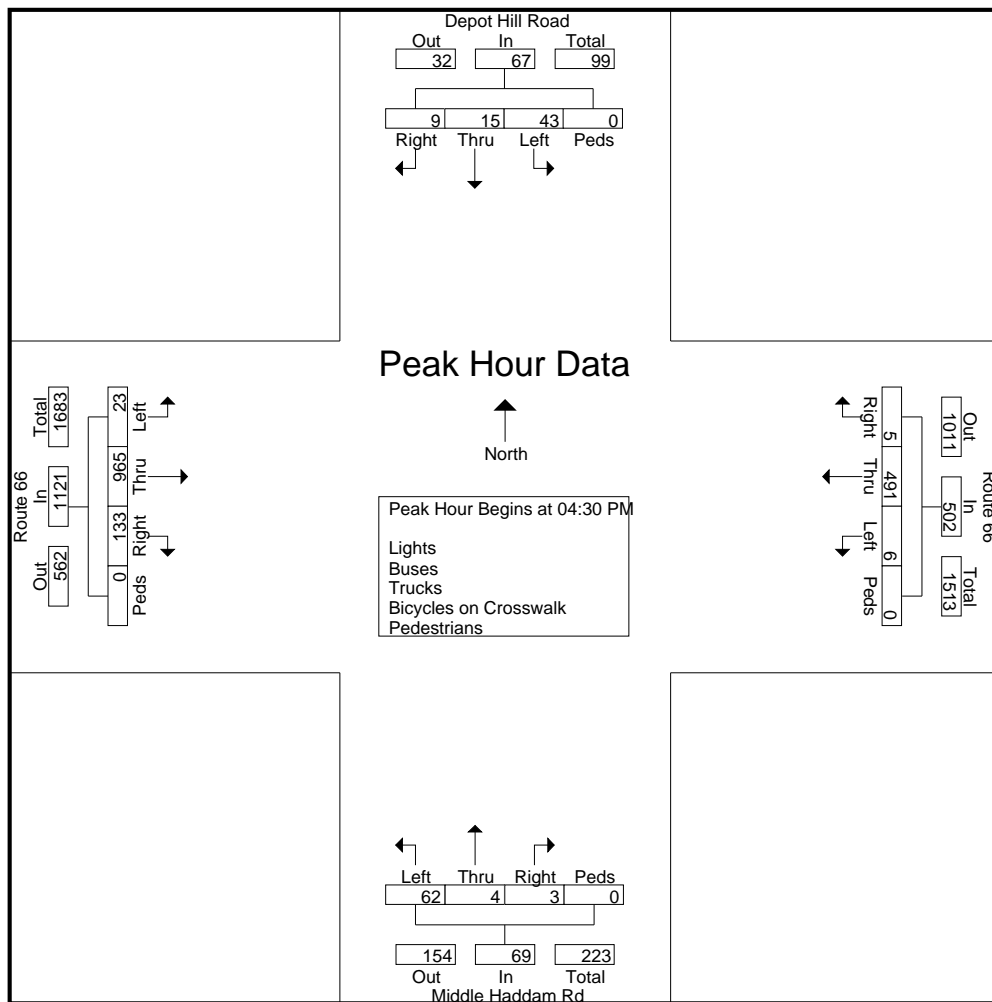 Depot Hill Road
Out In Total
32 67 99
9 15 43 0
Right Thru Left Peds
Peak Hour Data
North
Peak Hour Begins at 04:30 PM
Lights
Buses
Trucks
Bicycles on Crosswalk
Pedestrians
Route 66
Total In Out
1683 1121 562
23 965 133 0
Left Thru Right Peds
Route 66
Out In Total
1011 502 1513
5 491 6 0
Right Thru Left Peds
Left Thru Right Peds
62 4 3 0
154 69 223
Out In Total
Middle Haddam Rd